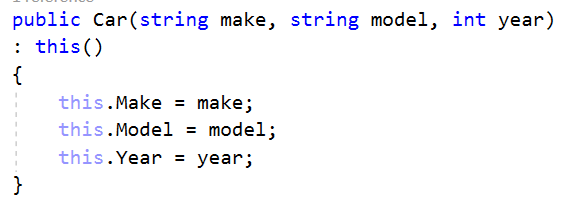 public Car(string make, string model, int year)
: this()
{
this.Make = make;
this.Model = model;
this.Year = year;
}